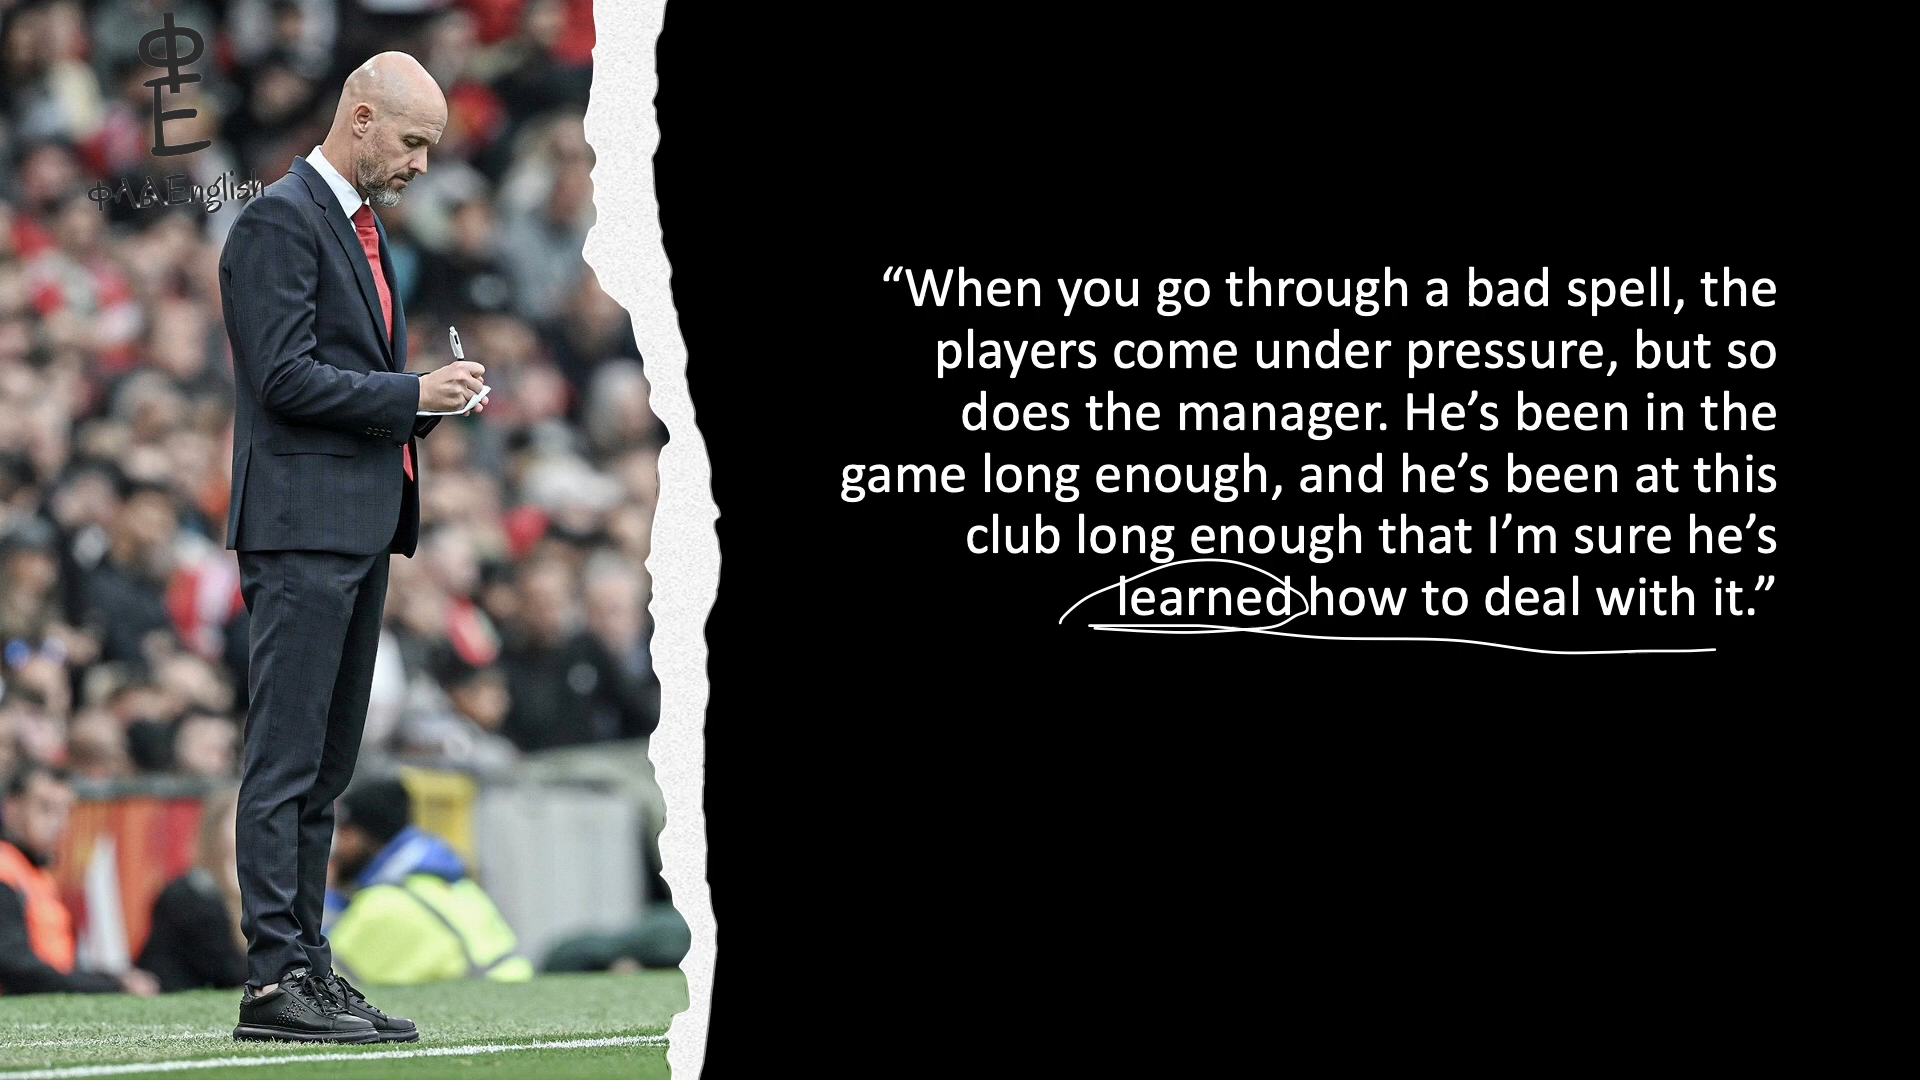 ΦΛΔEnglish
“When you go through a bad spell, the
players come under pressure, but so
does the manager. He’s been in the
game long enough, and he’s been at this
club long enough that I’m sure he’s
learned how to deal with it.”